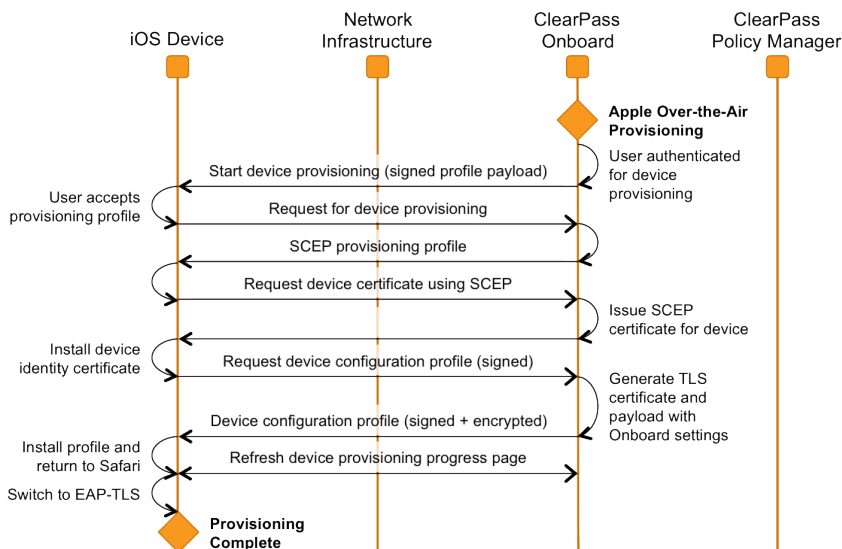 iOS Device
Network
Infrastructure
ClearPass
Onboard
ClearPass
Policy Manager
Apple Over-the-Air
Provisioning
User authenticated
for device
provisioning
Start device provisioning (signed profile payload)
User accepts
provisioning profile
Request for device provisioning
SCEP provisioning profile
Request device certificate using SCEP
Issue SCEP
certificate for device
Install device
identity certificate
Request device configuration profile (signed)
Generate TLS
certificate and
payload with
Onboard settings
Device configuration profile (signed + encrypted)
Install profile and
return to Safari
Refresh device provisioning progress page
Switch to EAP-TLS
Provisioning
Complete